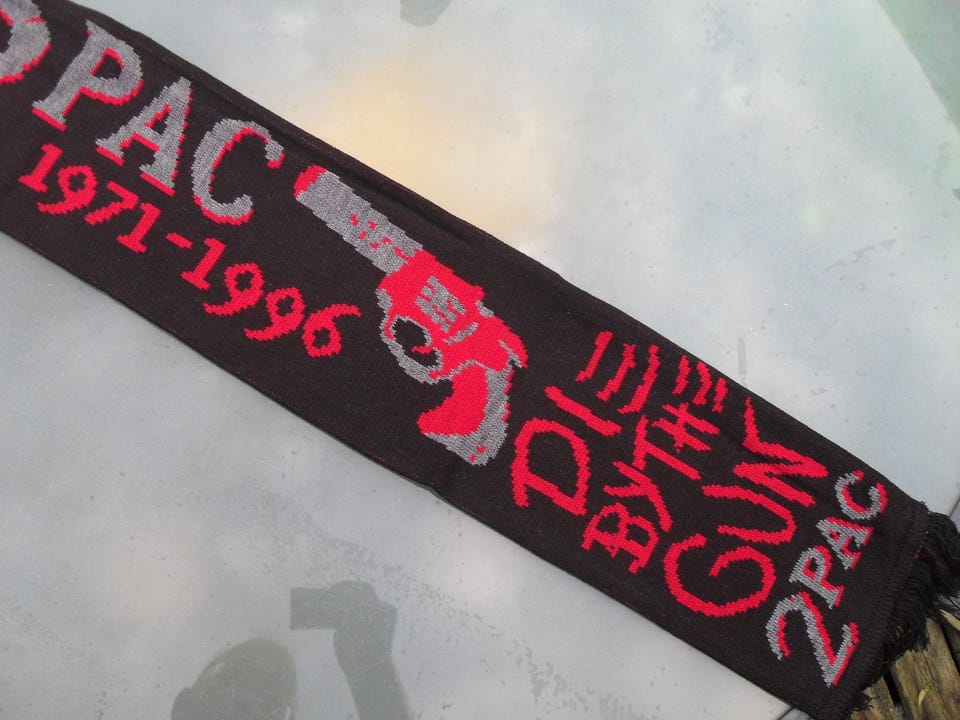 PAC
1971-1996
DIE
BY THE
GUN
2PAC